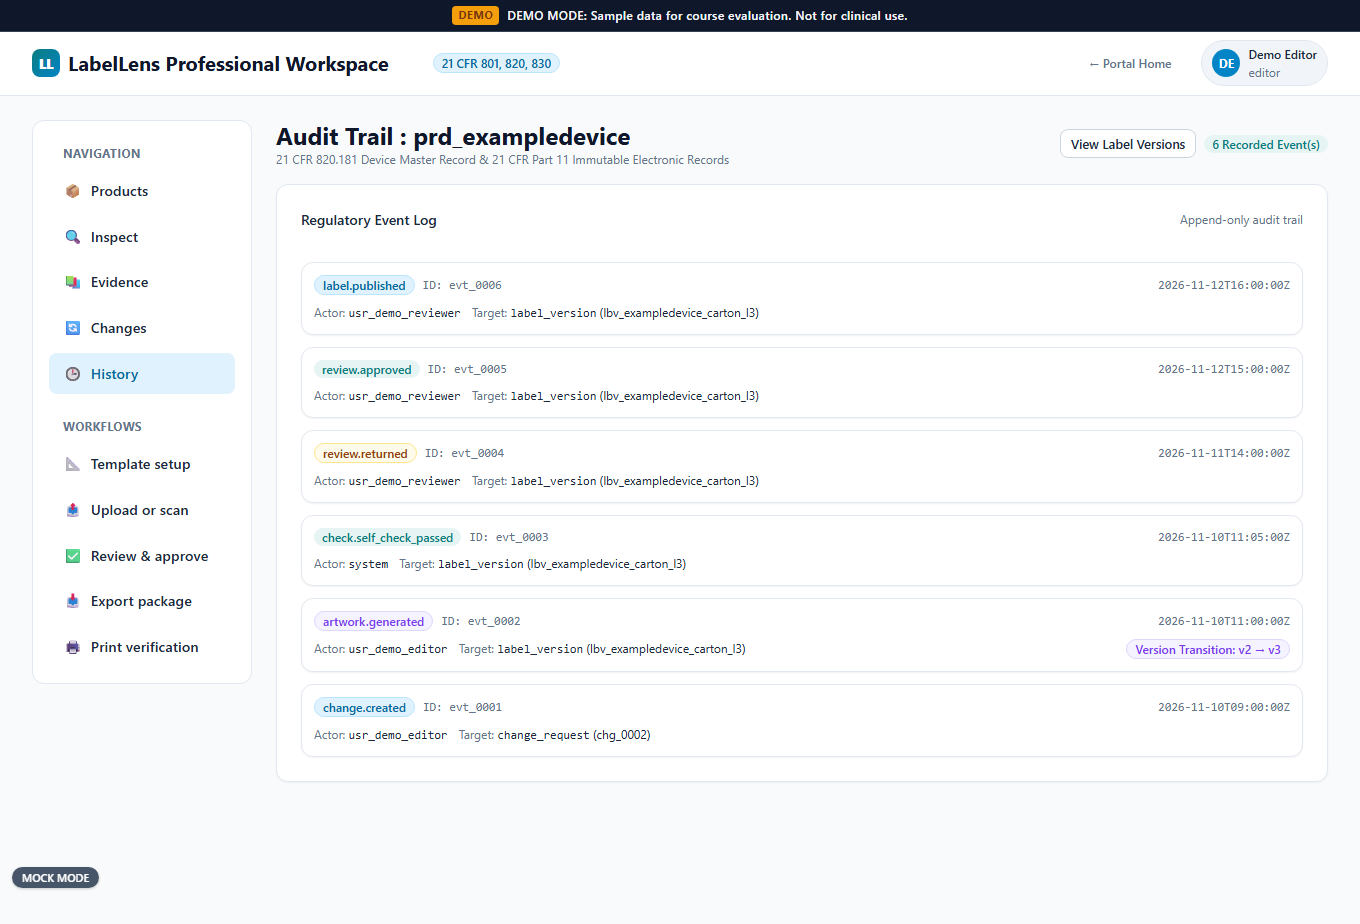 DEMO DEMO MODE: Sample data for course evaluation. Not for clinical use.
LL LabelLens Professional Workspace
21 CFR 801, 820, 830
← Portal Home
DE Demo Editor
editor
NAVIGATION
Products
Inspect
Evidence
Changes
History
WORKFLOWS
Template setup
Upload or scan
Review & approve
Export package
Print verification
Audit Trail : prd_exampledevice
21 CFR 820.181 Device Master Record & 21 CFR Part 11 Immutable Electronic Records
View Label Versions
6 Recorded Event(s)
Regulatory Event Log
Append-only audit trail
label.published ID: evt_0006 2026-11-12T16:00:00Z
Actor: usr_demo_reviewer Target: label_version (lbv_exampledevice_carton_l3)
review.approved ID: evt_0005 2026-11-12T15:00:00Z
Actor: usr_demo_reviewer Target: label_version (lbv_exampledevice_carton_l3)
review.returned ID: evt_0004 2026-11-11T14:00:00Z
Actor: usr_demo_reviewer Target: label_version (lbv_exampledevice_carton_l3)
check.self_check_passed ID: evt_0003 2026-11-10T11:05:00Z
Actor: system Target: label_version (lbv_exampledevice_carton_l3)
artwork.generated ID: evt_0002 2026-11-10T11:00:00Z
Actor: usr_demo_editor Target: label_version (lbv_exampledevice_carton_l3) Version Transition: v2 → v3
change.created ID: evt_0001 2026-11-10T09:00:00Z
Actor: usr_demo_editor Target: change_request (chg_0002)
MOCK MODE